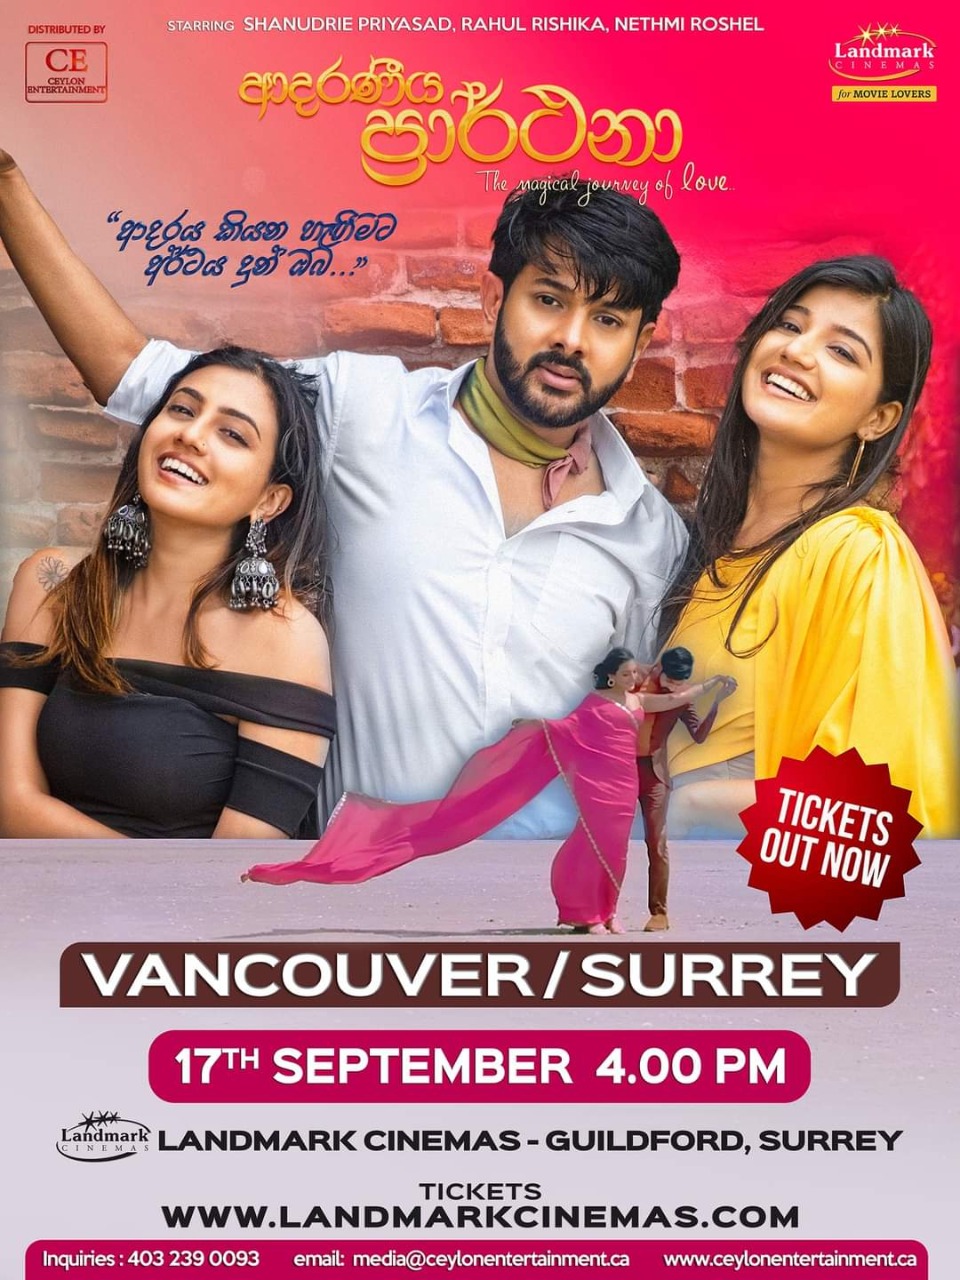 DISTRIBUTED BY
CE
CEYLON
ENTERTAINMENT
STARRING SHANUDRIE PRIYASAD, RAHUL RISHIKA, NETHMI ROSHEL
Landmark
CINEMAS
for MOVIE LOVERS
ආදරණීය
ප්‍රාර්ථනා
The magical journey of love..
“ආදරය කියන හැඟීමට
අර්ථය දුන් ඔබ...”
TICKETS
OUT NOW
VANCOUVER / SURREY
17TH SEPTEMBER 4.00 PM
Landmark
CINEMAS
LANDMARK CINEMAS - GUILDFORD, SURREY
TICKETS
WWW.LANDMARKCINEMAS.COM
Inquiries : 403 239 0093 email: media@ceylonentertainment.ca www.ceylonentertainment.ca